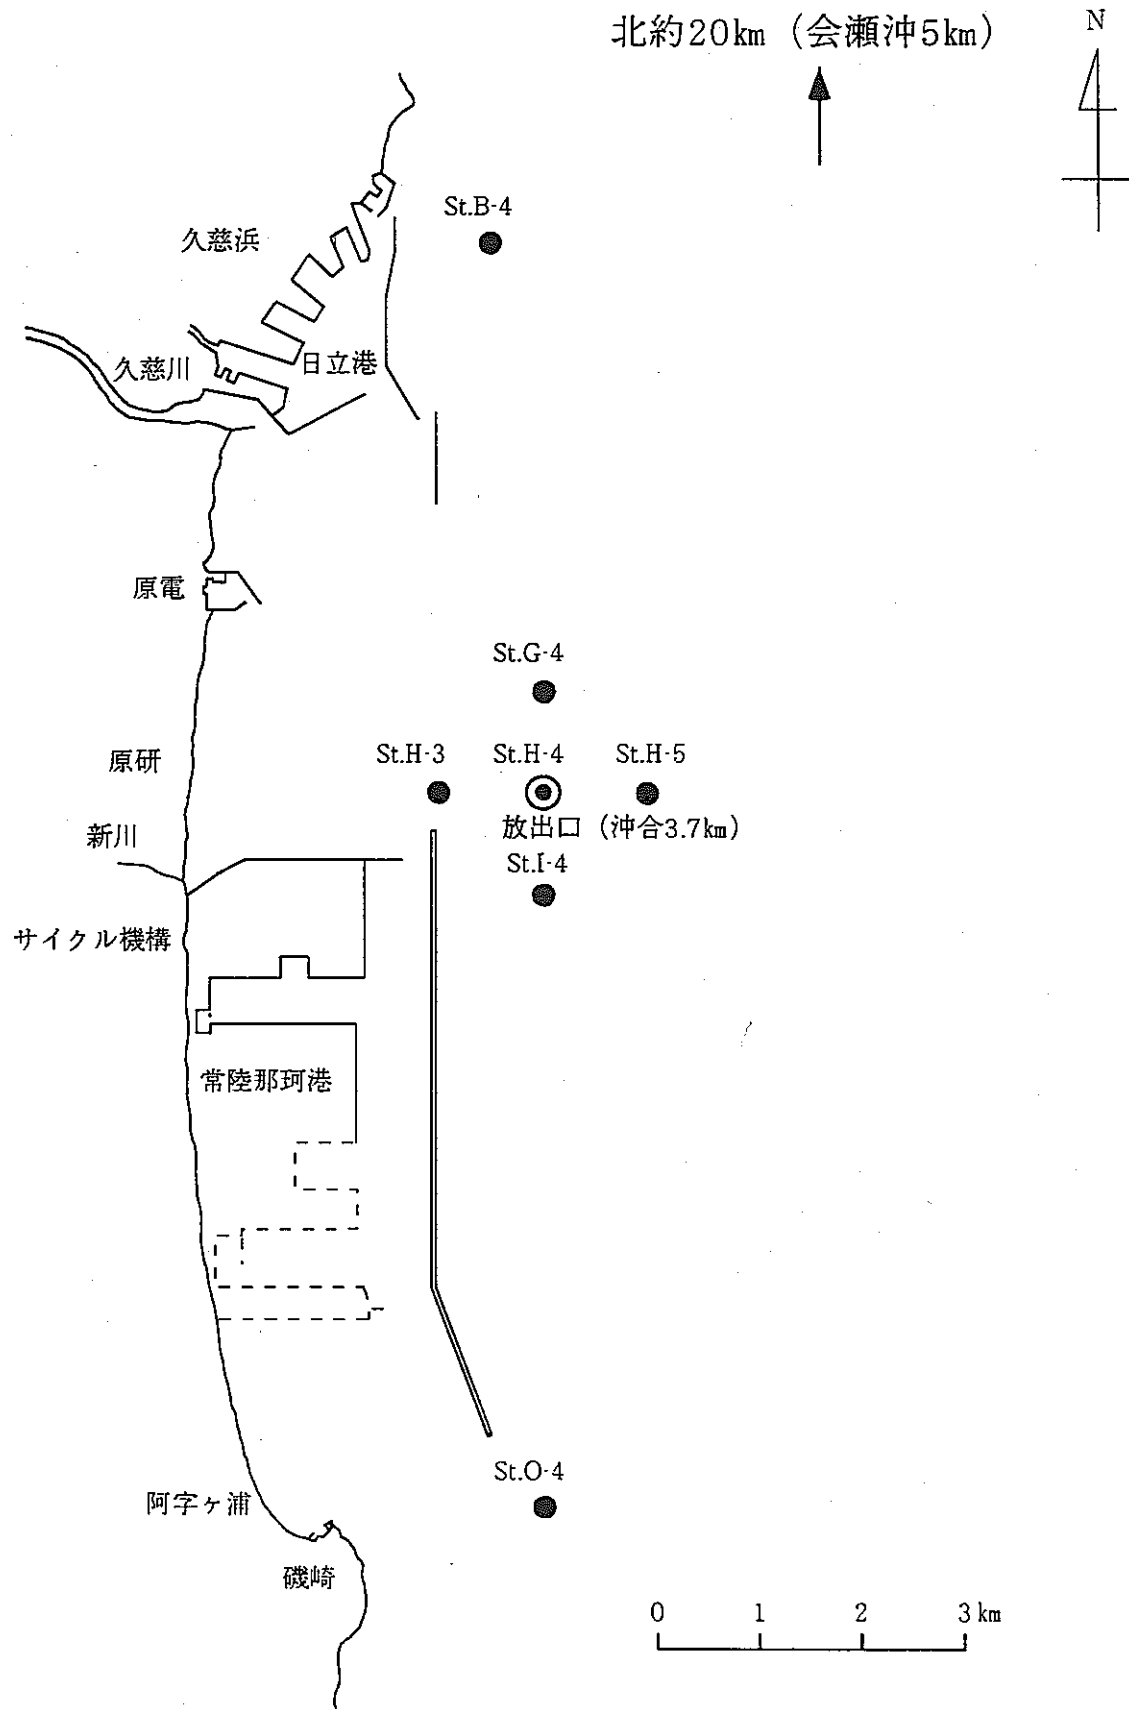 北約20km（会瀬沖5km）
N
St.B-4
久慈浜
久慈川
日立港
原電
St.G-4
原研
St.H-3
St.H-4
St.H-5
放出口（沖合3.7km）
新川
St.I-4
サイクル機構
常陸那珂港
St.O-4
阿字ヶ浦
磯崎
0 1 2 3km